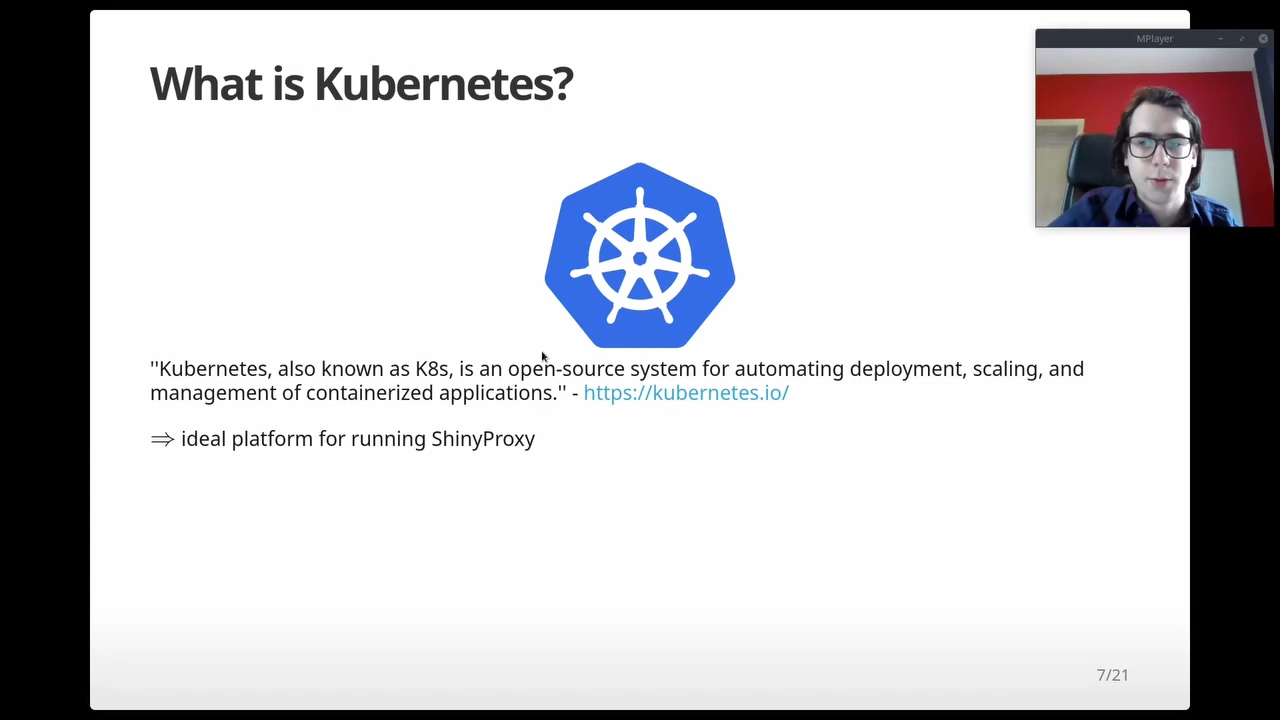 MPlayer
What is Kubernetes?
''Kubernetes, also known as K8s, is an open-source system for automating deployment, scaling, and
management of containerized applications.'' - https://kubernetes.io/
⇒ ideal platform for running ShinyProxy
7/21